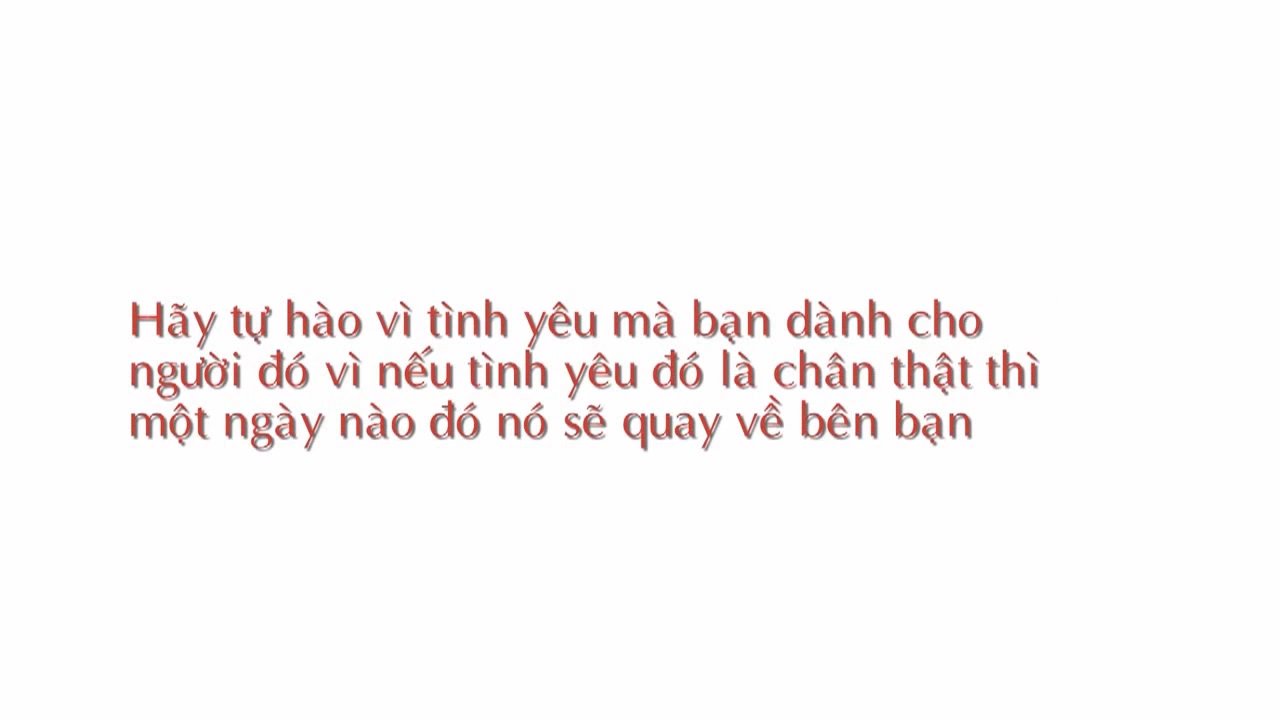 Hãy tự hào vì tình yêu mà bạn dành cho
người đó vì nếu tình yêu đó là chân thật thì
một ngày nào đó nó sẽ quay về bên bạn